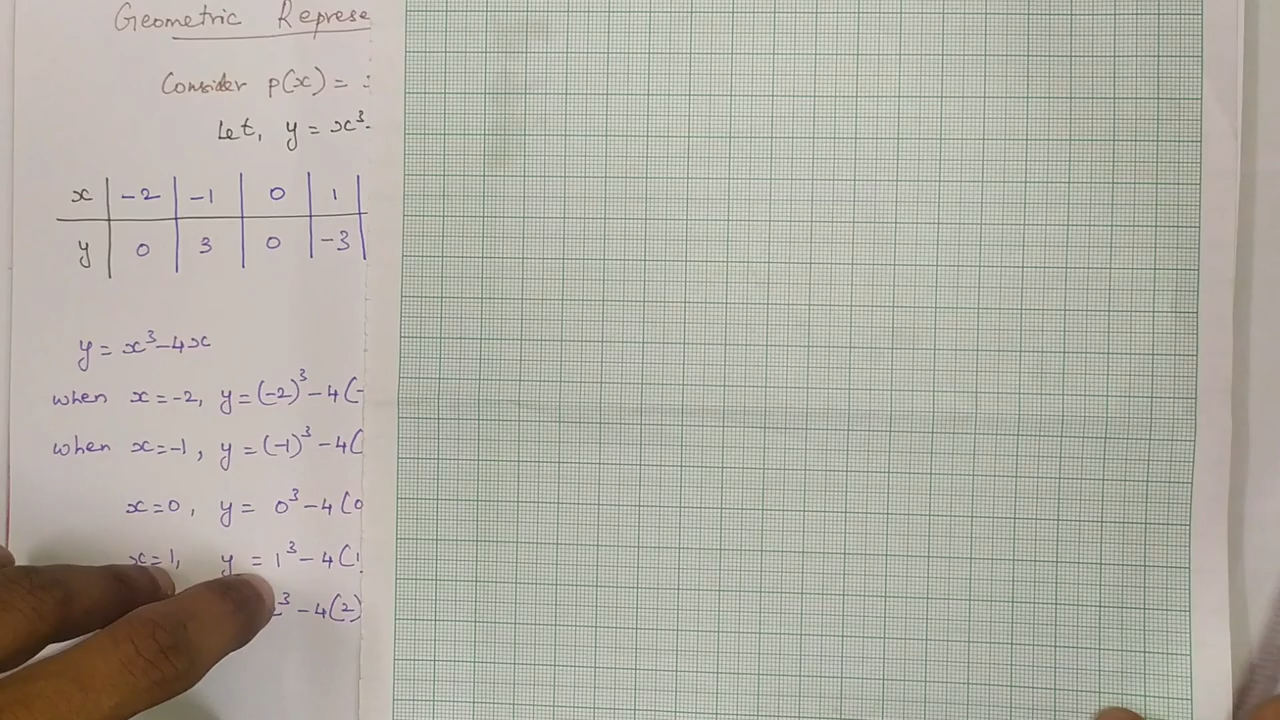 Geometric Represe
Consider p(x) =
Let, y = x³-
x | -2 | -1 | 0 | 1 |
y | 0 | 3 | 0 | -3 |
y = x³-4x
when x=-2, y=(-2)³-4(-
when x=-1, y=(-1)³-4(
x=0, y= 0³-4(0
x=1, y=1³-4(1
³-4(2)